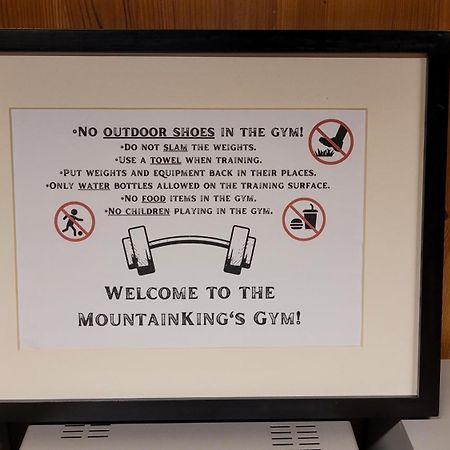 •No outdoor shoes in the gym!
•Do not slam the weights.
•Use a towel when training.
•Put weights and equipment back in their places.
•Only water bottles allowed on the training surface.
•No food items in the gym.
•No children playing in the gym.
Welcome to the
MountainKing's Gym!